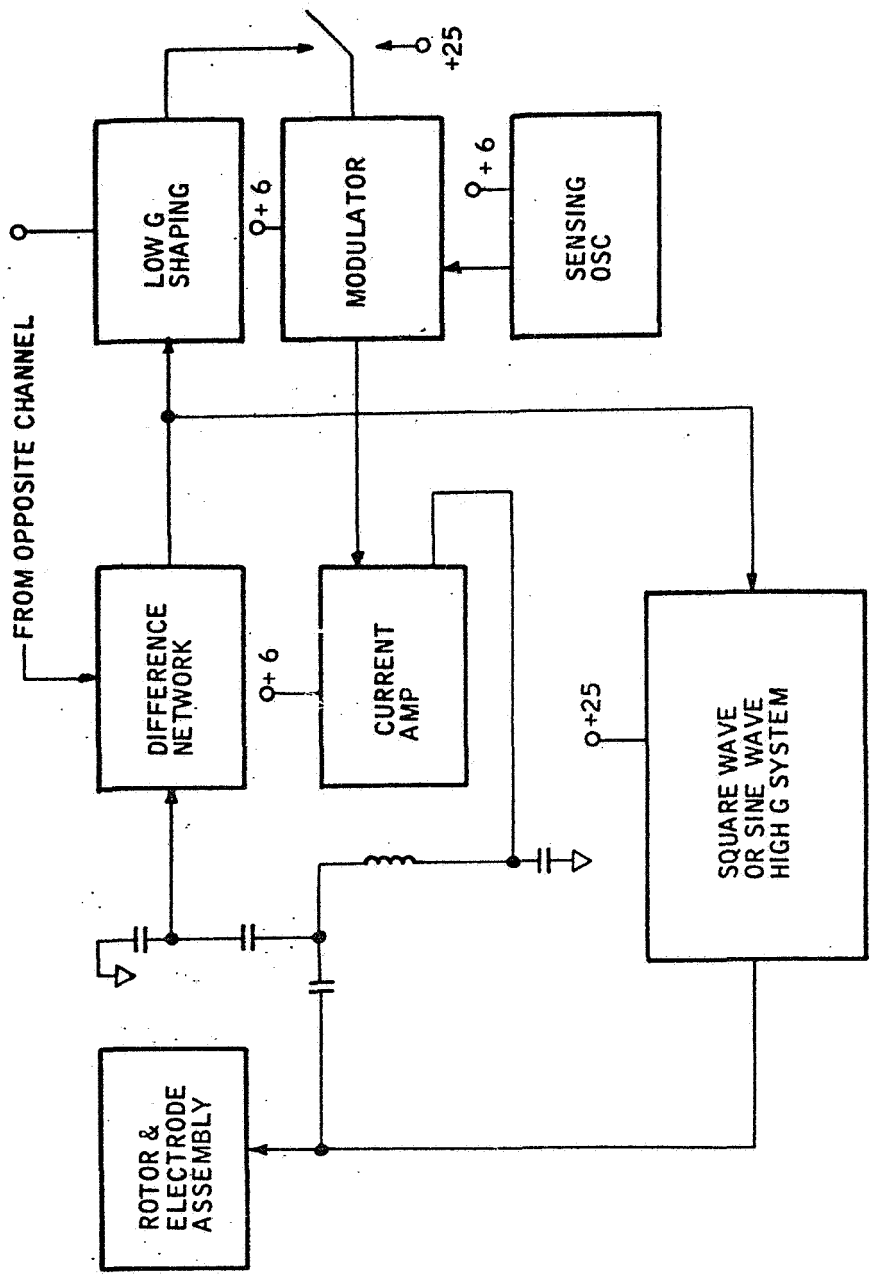 FROM OPPOSITE CHANNEL
ROTOR &
ELECTRODE
ASSEMBLY
DIFFERENCE
NETWORK
LOW G
SHAPING
+ 6
CURRENT
AMP
+ 6
MODULATOR
+25
+ 6
SENSING
OSC
+25
SQUARE WAVE
OR SINE WAVE
HIGH G SYSTEM